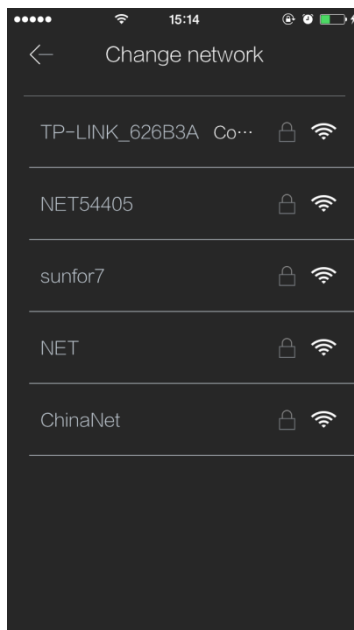 15:14
Change network
TP-LINK_626B3A Co···
NET54405
sunfor7
NET
ChinaNet